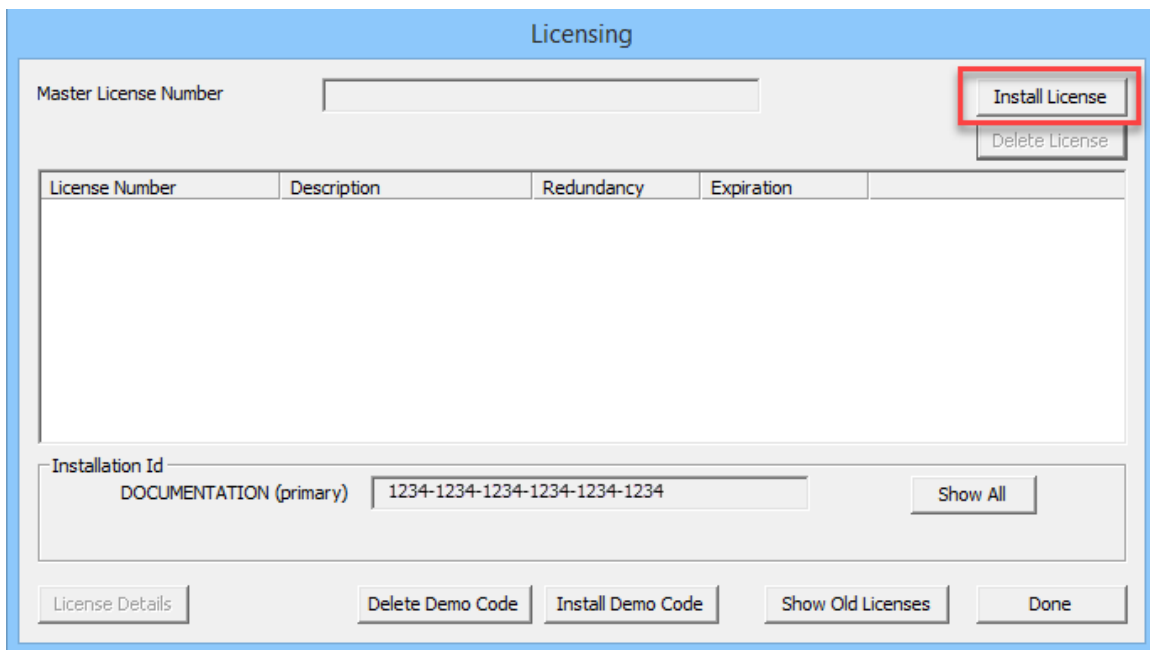 Licensing
Master License Number
Install License
Delete License
License Number Description Redundancy Expiration
Installation Id
DOCUMENTATION (primary) 1234-1234-1234-1234-1234-1234 Show All
License Details Delete Demo Code Install Demo Code Show Old Licenses Done